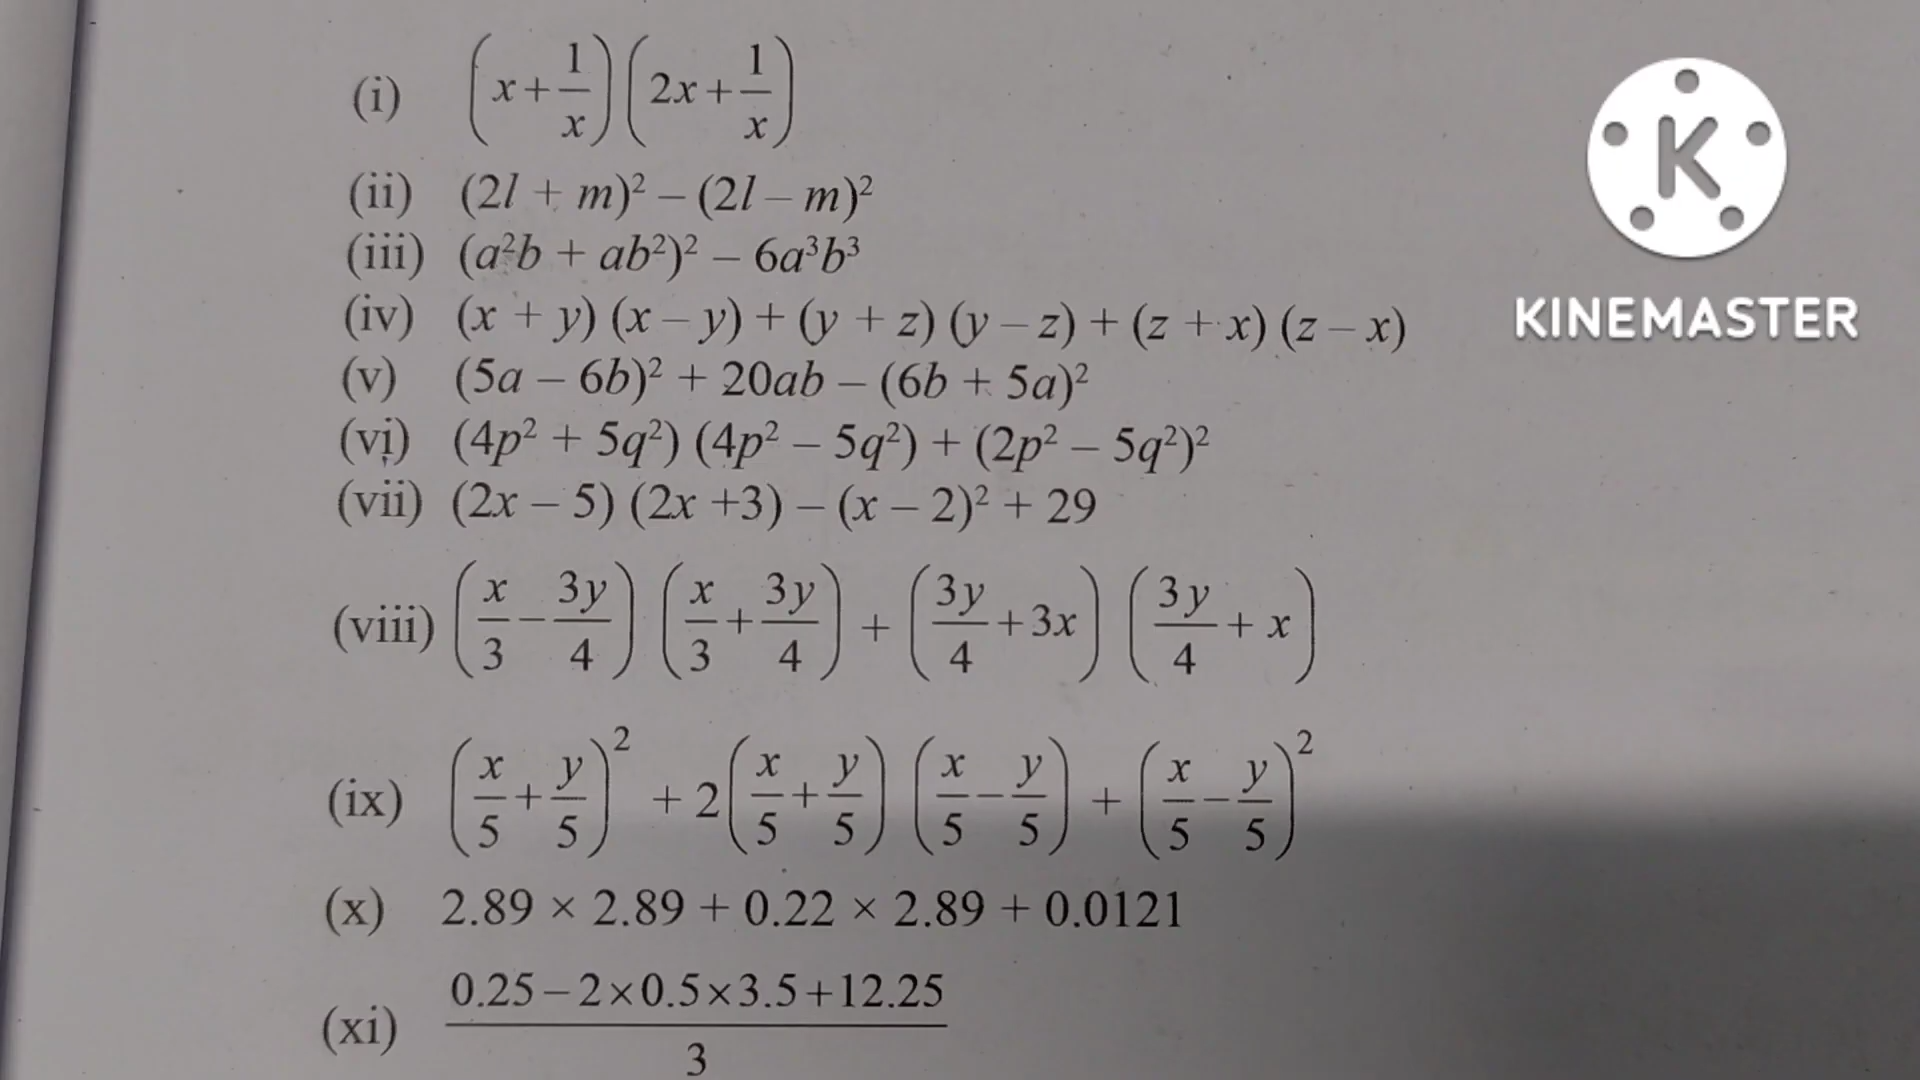 (i) (x + 1/x) (2x + 1/x)
(ii) (2l + m)² – (2l – m)²
(iii) (a²b + ab²)² – 6a³b³
(iv) (x + y) (x – y) + (y + z) (y – z) + (z + x) (z – x)
(v) (5a – 6b)² + 20ab – (6b + 5a)²
(vi) (4p² + 5q²) (4p² – 5q²) + (2p² – 5q²)²
(vii) (2x – 5) (2x +3) – (x – 2)² + 29
(viii) (x/3 – 3y/4) (x/3 + 3y/4) + (3y/4 + 3x) (3y/4 + x)
(ix) (x/5 + y/5)² + 2(x/5 + y/5) (x/5 – y/5) + (x/5 – y/5)²
(x) 2.89 × 2.89 + 0.22 × 2.89 + 0.0121
(xi) (0.25 – 2×0.5×3.5+12.25)/3
K
KINEMASTER